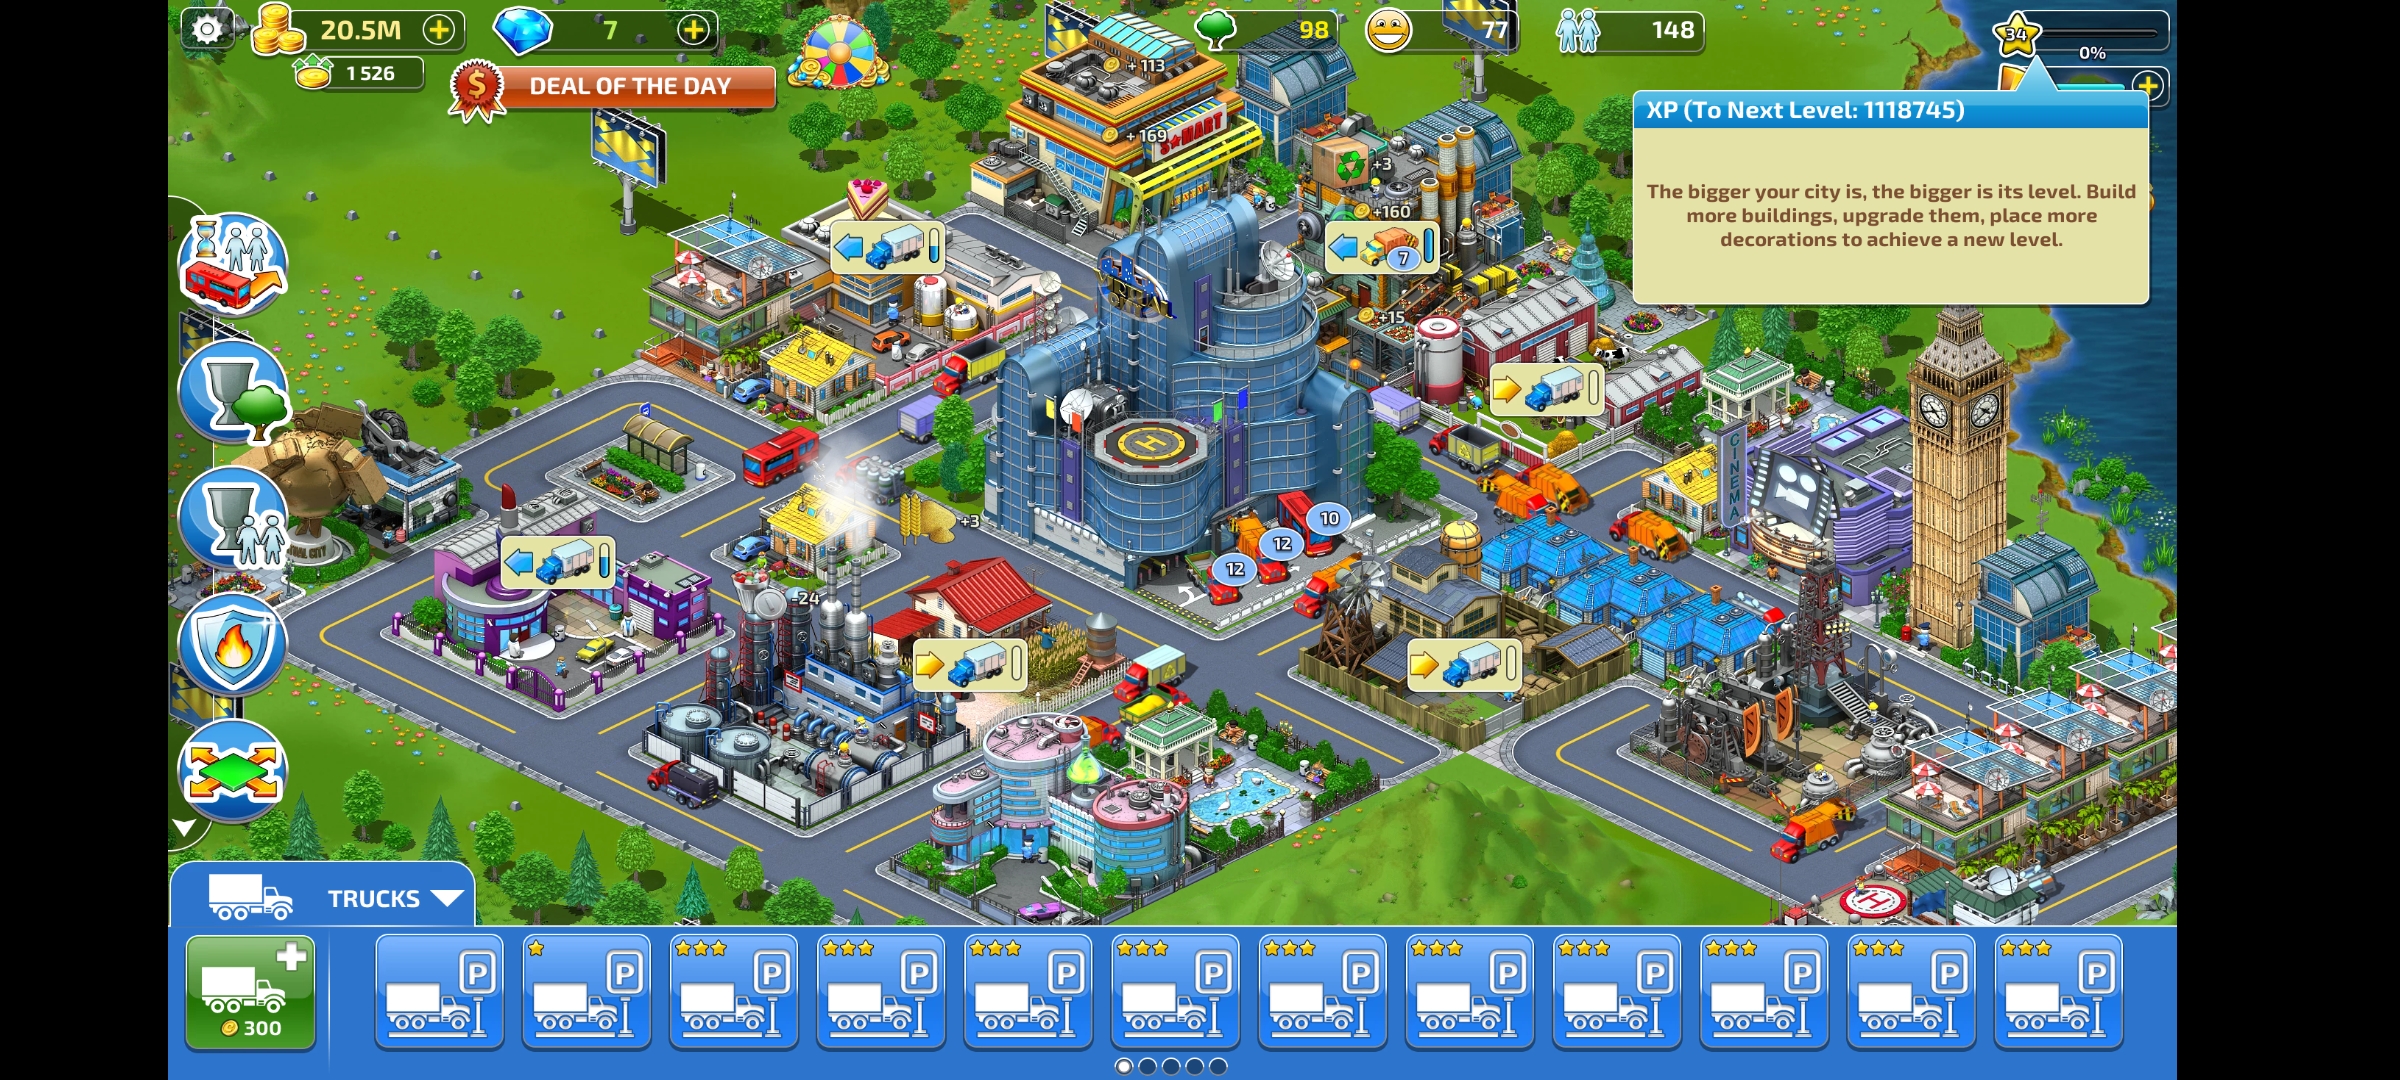 20.5M
7
98
77
148
34
0%
1 526
DEAL OF THE DAY
+113
XP (To Next Level: 1118745)
+169
S★MART
+3
The bigger your city is, the bigger is its level. Build
more buildings, upgrade them, place more
decorations to achieve a new level.
+160
7
+15
CINEMA
H
+3
10
12
12
-24
H
TRUCKS
P
P
P
P
P
P
P
P
P
P
P
P
300